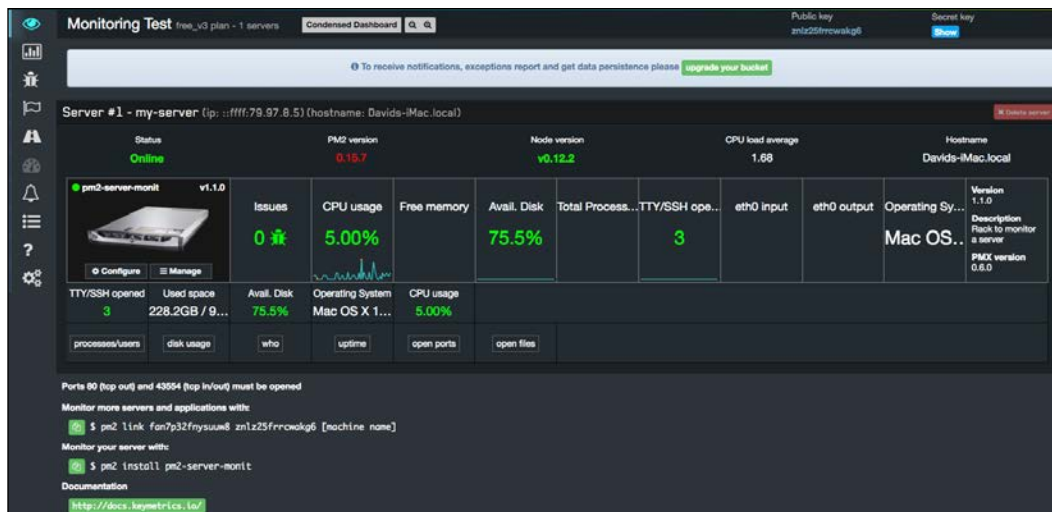 Monitoring Test free_v3 plan - 1 servers Condensed Dashboard
Public key
znlz25frrcwakg6
Secret key
Show
To receive notifications, exceptions report and get data persistence please upgrade your bucket
Server #1 - my-server (ip: ::ffff:79.97.8.5) (hostname: Davids-iMac.local)
Delete server
Status
Online
PM2 version
0.15.7
Node version
v0.12.2
CPU load average
1.68
Hostname
Davids-iMac.local
pm2-server-monit v1.1.0
Configure Manage
Issues
0
CPU usage
5.00%
Free memory
Avail. Disk
75.5%
Total Process...
TTY/SSH ope...
3
eth0 input
eth0 output
Operating Sy...
Mac OS..
Version
1.1.0
Description
Rack to monitor
a server
PMX version
0.6.0
TTY/SSH opened
3
Used space
228.2GB / 9...
Avail. Disk
75.5%
Operating System
Mac OS X 1...
CPU usage
5.00%
processes/users disk usage who uptime open ports open files
Ports 80 (tcp out) and 43554 (tcp in/out) must be opened
Monitor more servers and applications with:
$ pm2 link fan7p32fnysuuw8 znlz25frrcwakg6 [machine name]
Monitor your server with:
$ pm2 install pm2-server-monit
Documentation
http://docs.keymetrics.io/